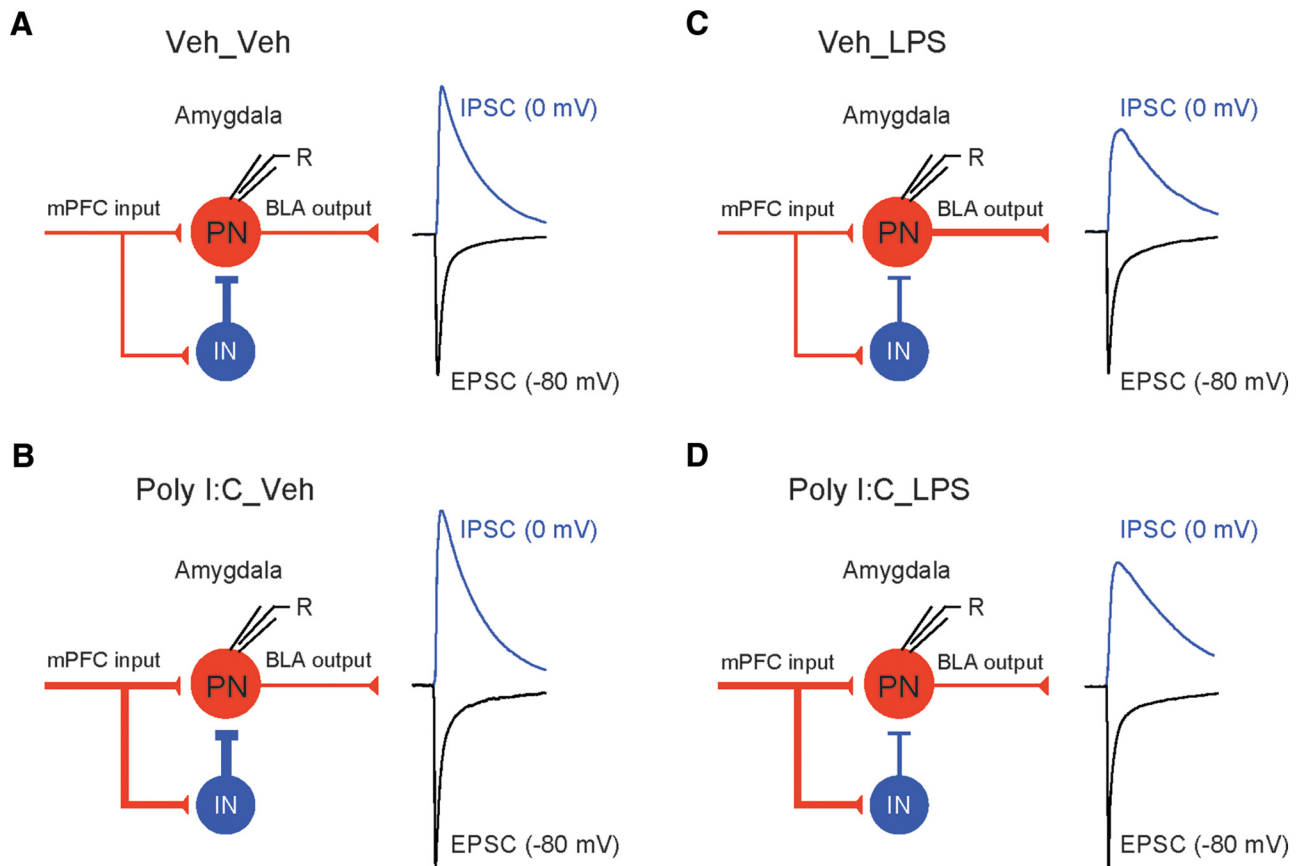 A
Veh_Veh
Amygdala
R
mPFC input
PN
BLA output
IN
IPSC (0 mV)
EPSC (-80 mV)
C
Veh_LPS
Amygdala
R
mPFC input
PN
BLA output
IN
IPSC (0 mV)
EPSC (-80 mV)
B
Poly I:C_Veh
Amygdala
R
mPFC input
PN
BLA output
IN
IPSC (0 mV)
EPSC (-80 mV)
D
Poly I:C_LPS
Amygdala
R
mPFC input
PN
BLA output
IN
IPSC (0 mV)
EPSC (-80 mV)